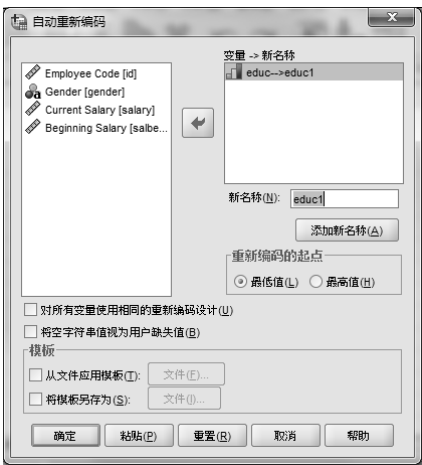 自动重新编码
变量 -> 新名称
Employee Code [id]
Gender [gender]
Current Salary [salary]
Beginning Salary [salbe...
educ-->educ1
新名称(N): educ1
添加新名称(A)
重新编码的起点
最低值(L) 最高值(H)
对所有变量使用相同的重新编码设计(U)
将空字符串值视为用户缺失值(B)
模板
从文件应用模板(T): 文件(F)...
将模板另存为(S): 文件(I)...
确定 粘贴(P) 重置(R) 取消 帮助